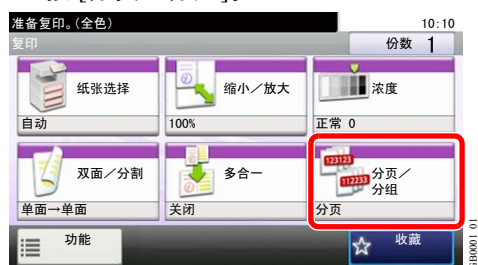 准备复印。(全色)
10:10
复印
份数 1
纸张选择
缩小／放大
浓度
自动
100%
正常 0
双面／分割
多合一
123123
112233
分页／
分组
单面→单面
关闭
分页
功能
收藏